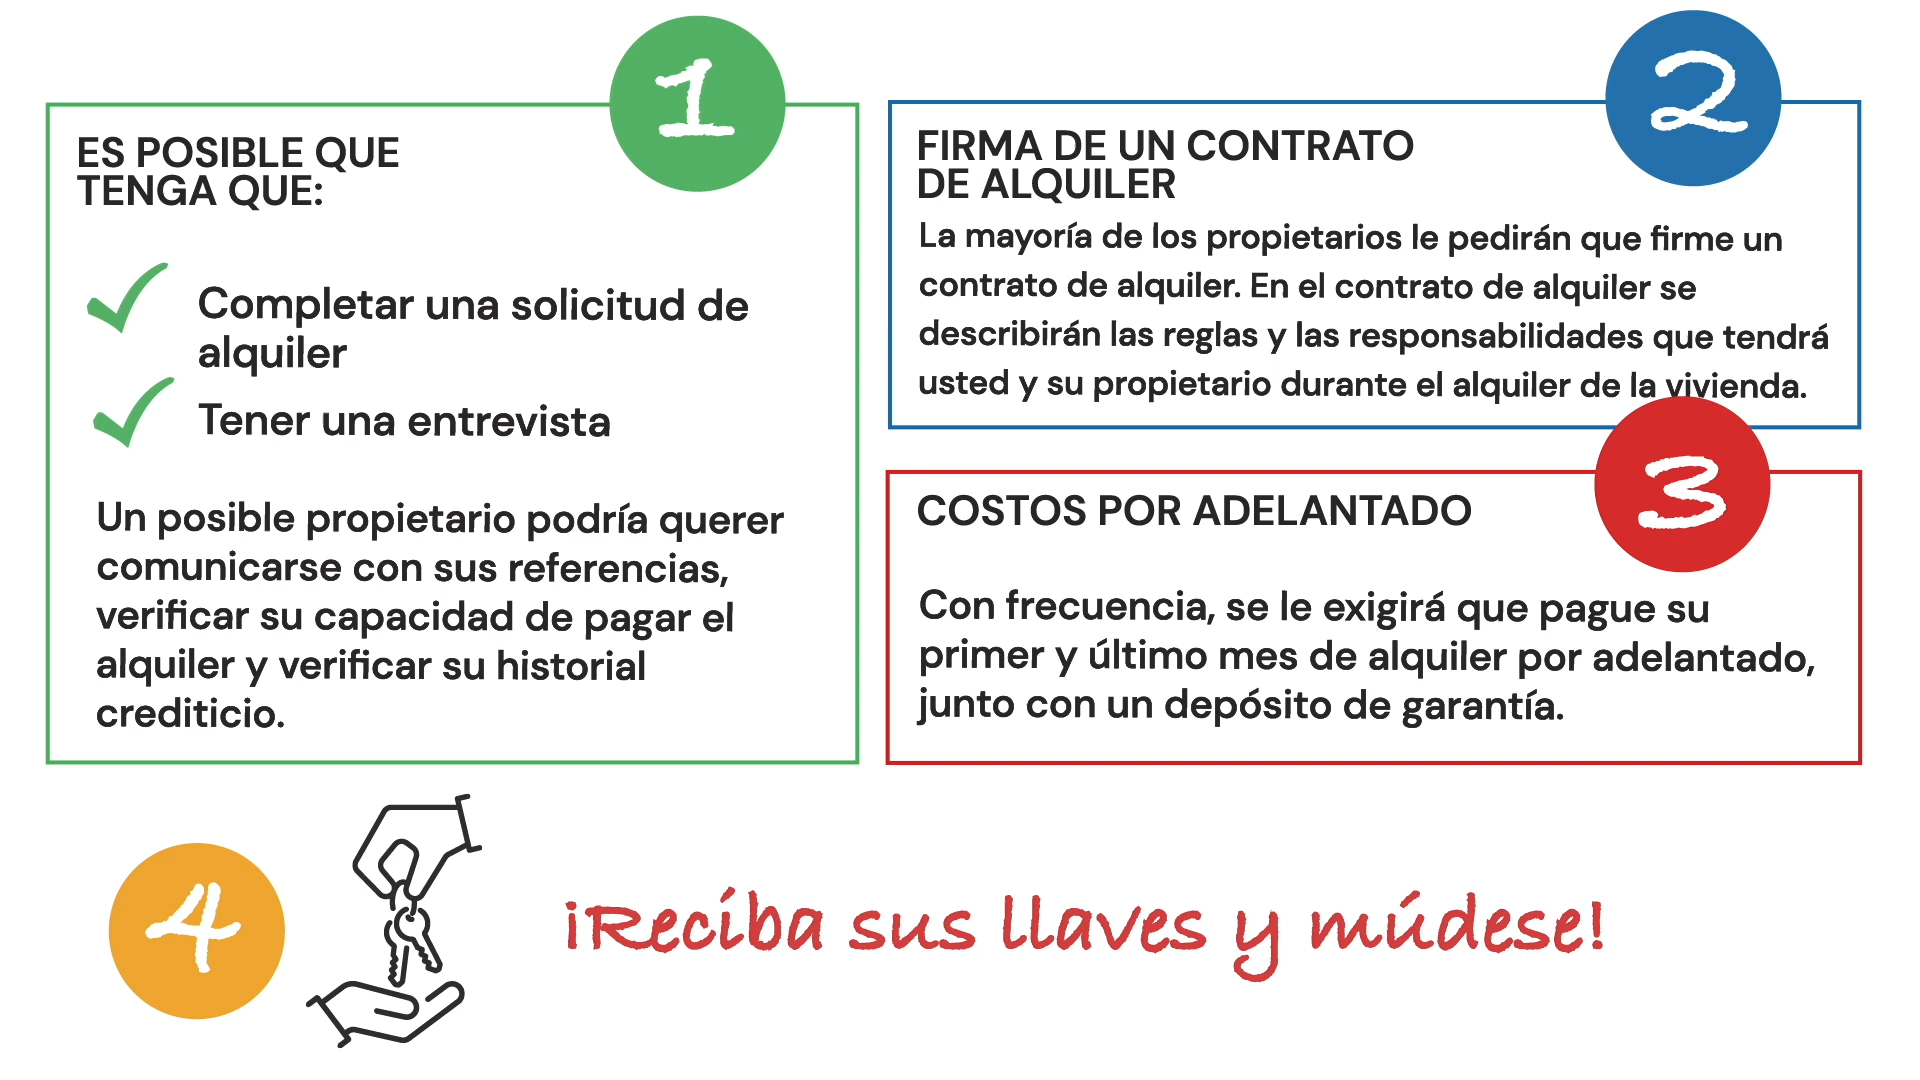 1
ES POSIBLE QUE
TENGA QUE:
Completar una solicitud de
alquiler
Tener una entrevista
Un posible propietario podría querer
comunicarse con sus referencias,
verificar su capacidad de pagar el
alquiler y verificar su historial
crediticio.
2
FIRMA DE UN CONTRATO
DE ALQUILER
La mayoría de los propietarios le pedirán que firme un
contrato de alquiler. En el contrato de alquiler se
describirán las reglas y las responsabilidades que tendrá
usted y su propietario durante el alquiler de la vivienda.
3
COSTOS POR ADELANTADO
Con frecuencia, se le exigirá que pague su
primer y último mes de alquiler por adelantado,
junto con un depósito de garantía.
4
¡Reciba sus llaves y múdese!